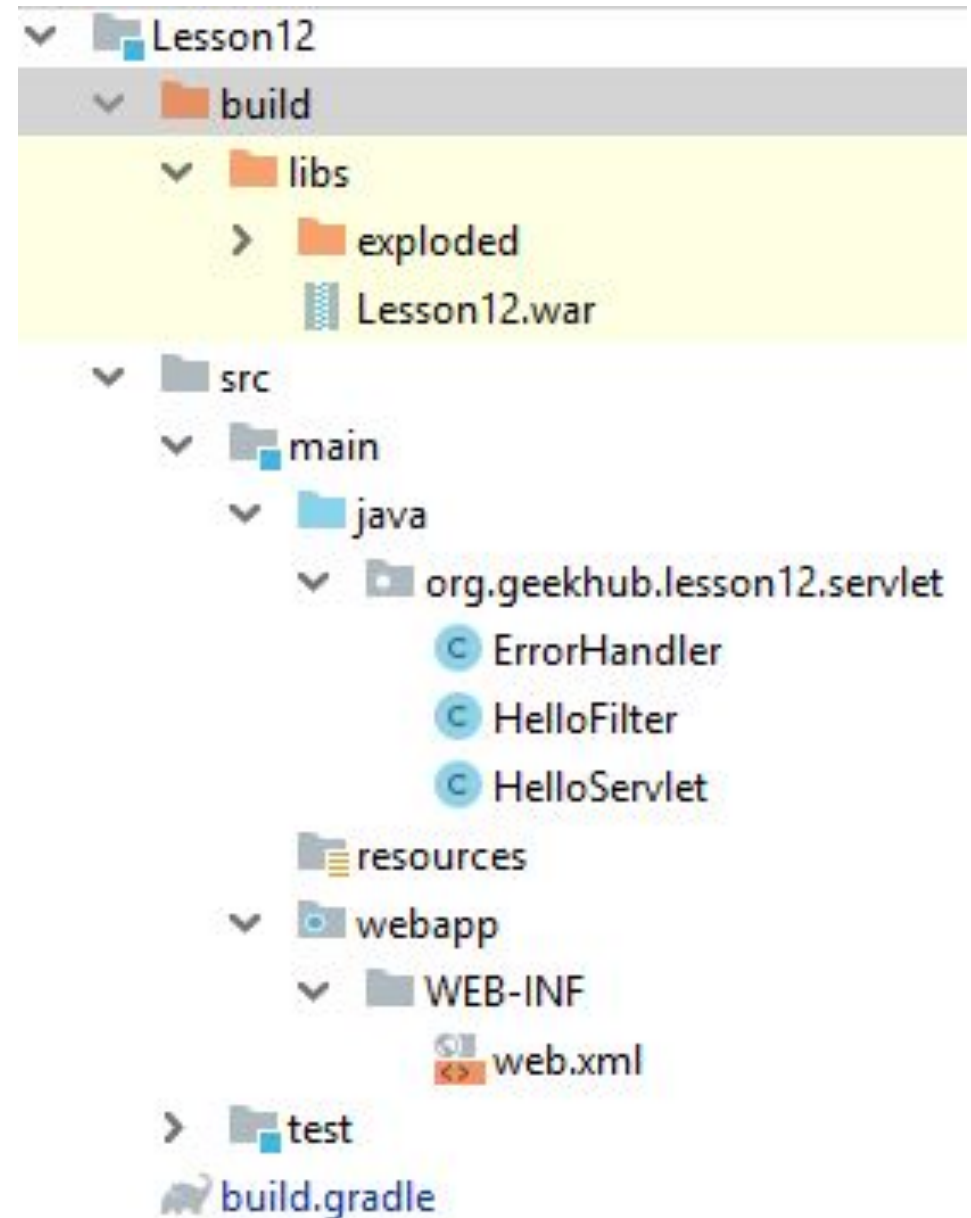 Lesson12
build
libs
exploded
Lesson12.war
src
main
java
org.geekhub.lesson12.servlet
C ErrorHandler
C HelloFilter
C HelloServlet
resources
webapp
WEB-INF
<> web.xml
test
build.gradle